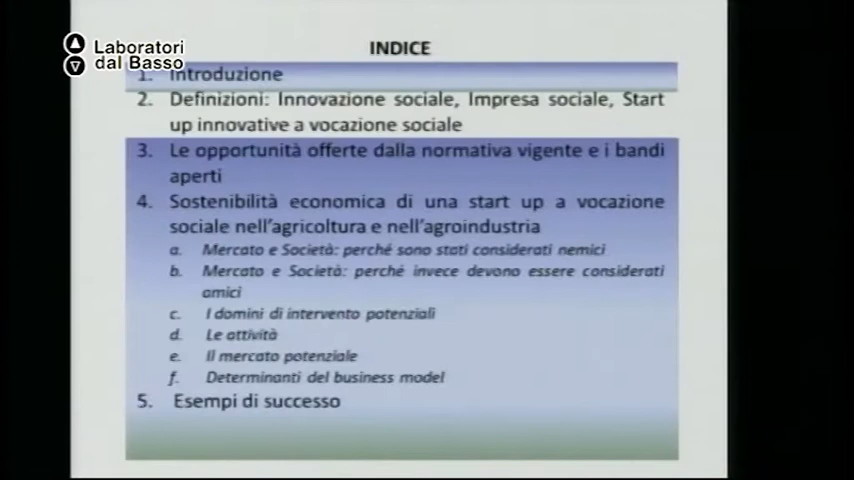 Laboratori
dal Basso
INDICE
1. Introduzione
2. Definizioni: Innovazione sociale, Impresa sociale, Start
up innovative a vocazione sociale
3. Le opportunità offerte dalla normativa vigente e i bandi
aperti
4. Sostenibilità economica di una start up a vocazione
sociale nell'agricoltura e nell'agroindustria
a. Mercato e Società: perché sono stati considerati nemici
b. Mercato e Società: perché invece devono essere considerati
amici
c. I domini di intervento potenziali
d. Le attività
e. Il mercato potenziale
f. Determinanti del business model
5. Esempi di successo